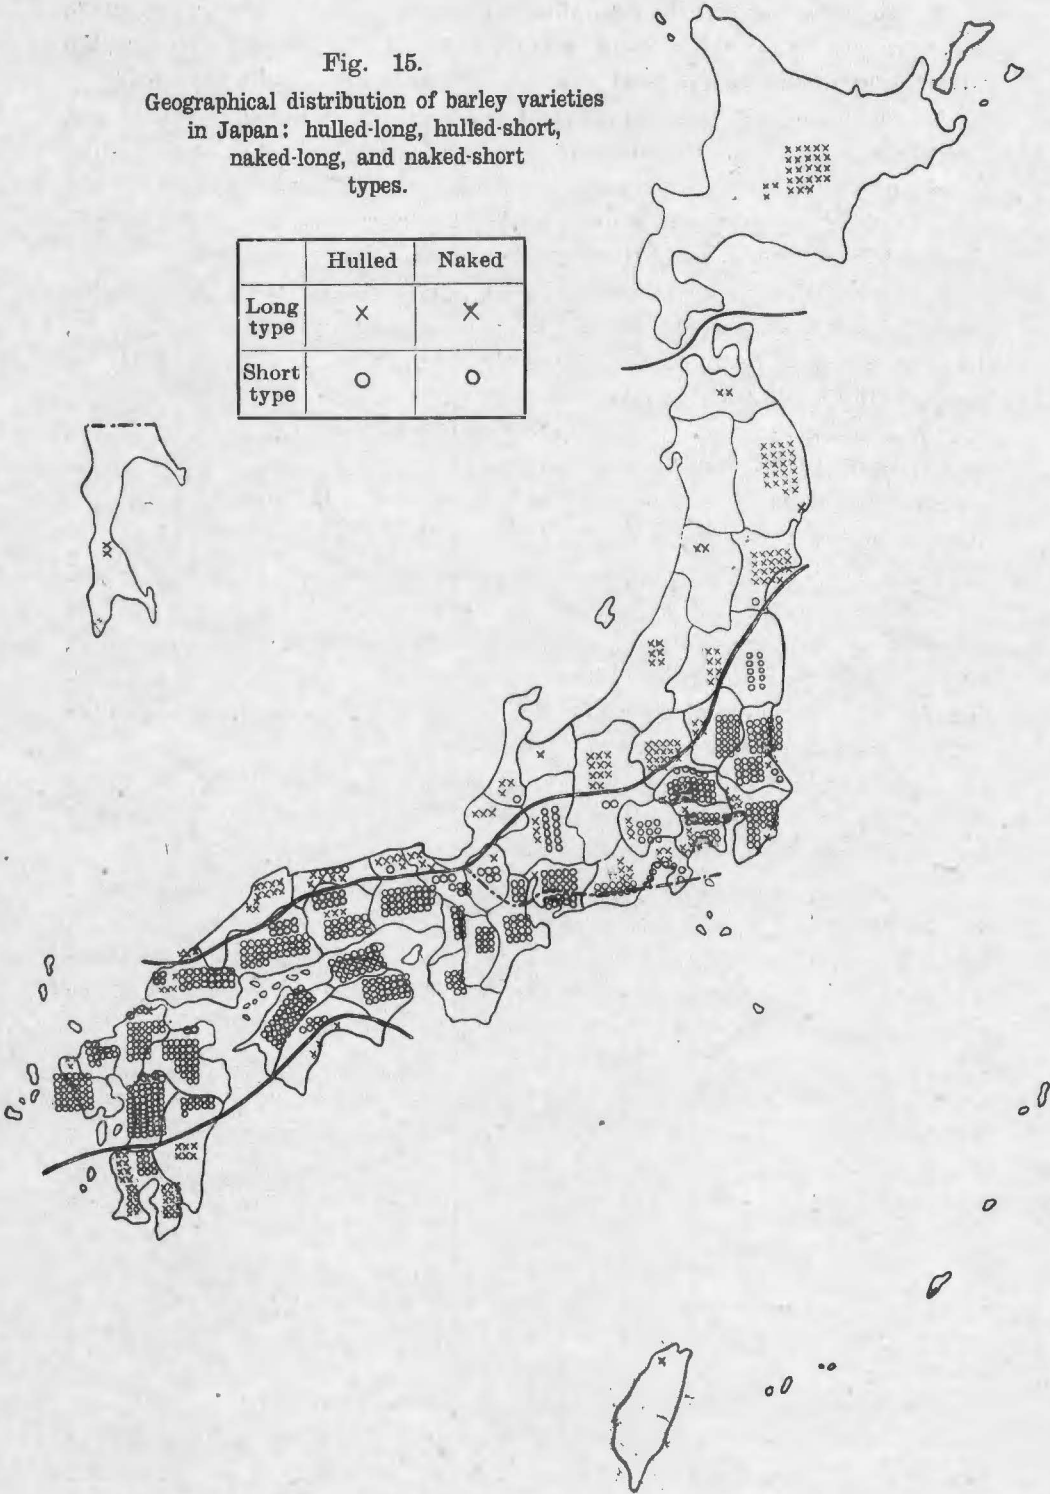 Fig. 15.
Geographical distribution of barley varieties
in Japan: hulled-long, hulled-short,
naked-long, and naked-short
types.
Hulled Naked
Long type × ×
Short type ○ ○